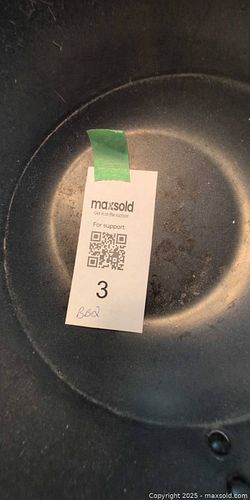 maxsold
Get in on the auction!
For support:
3
BBQ
Copyright © 2025 - maxsold.com